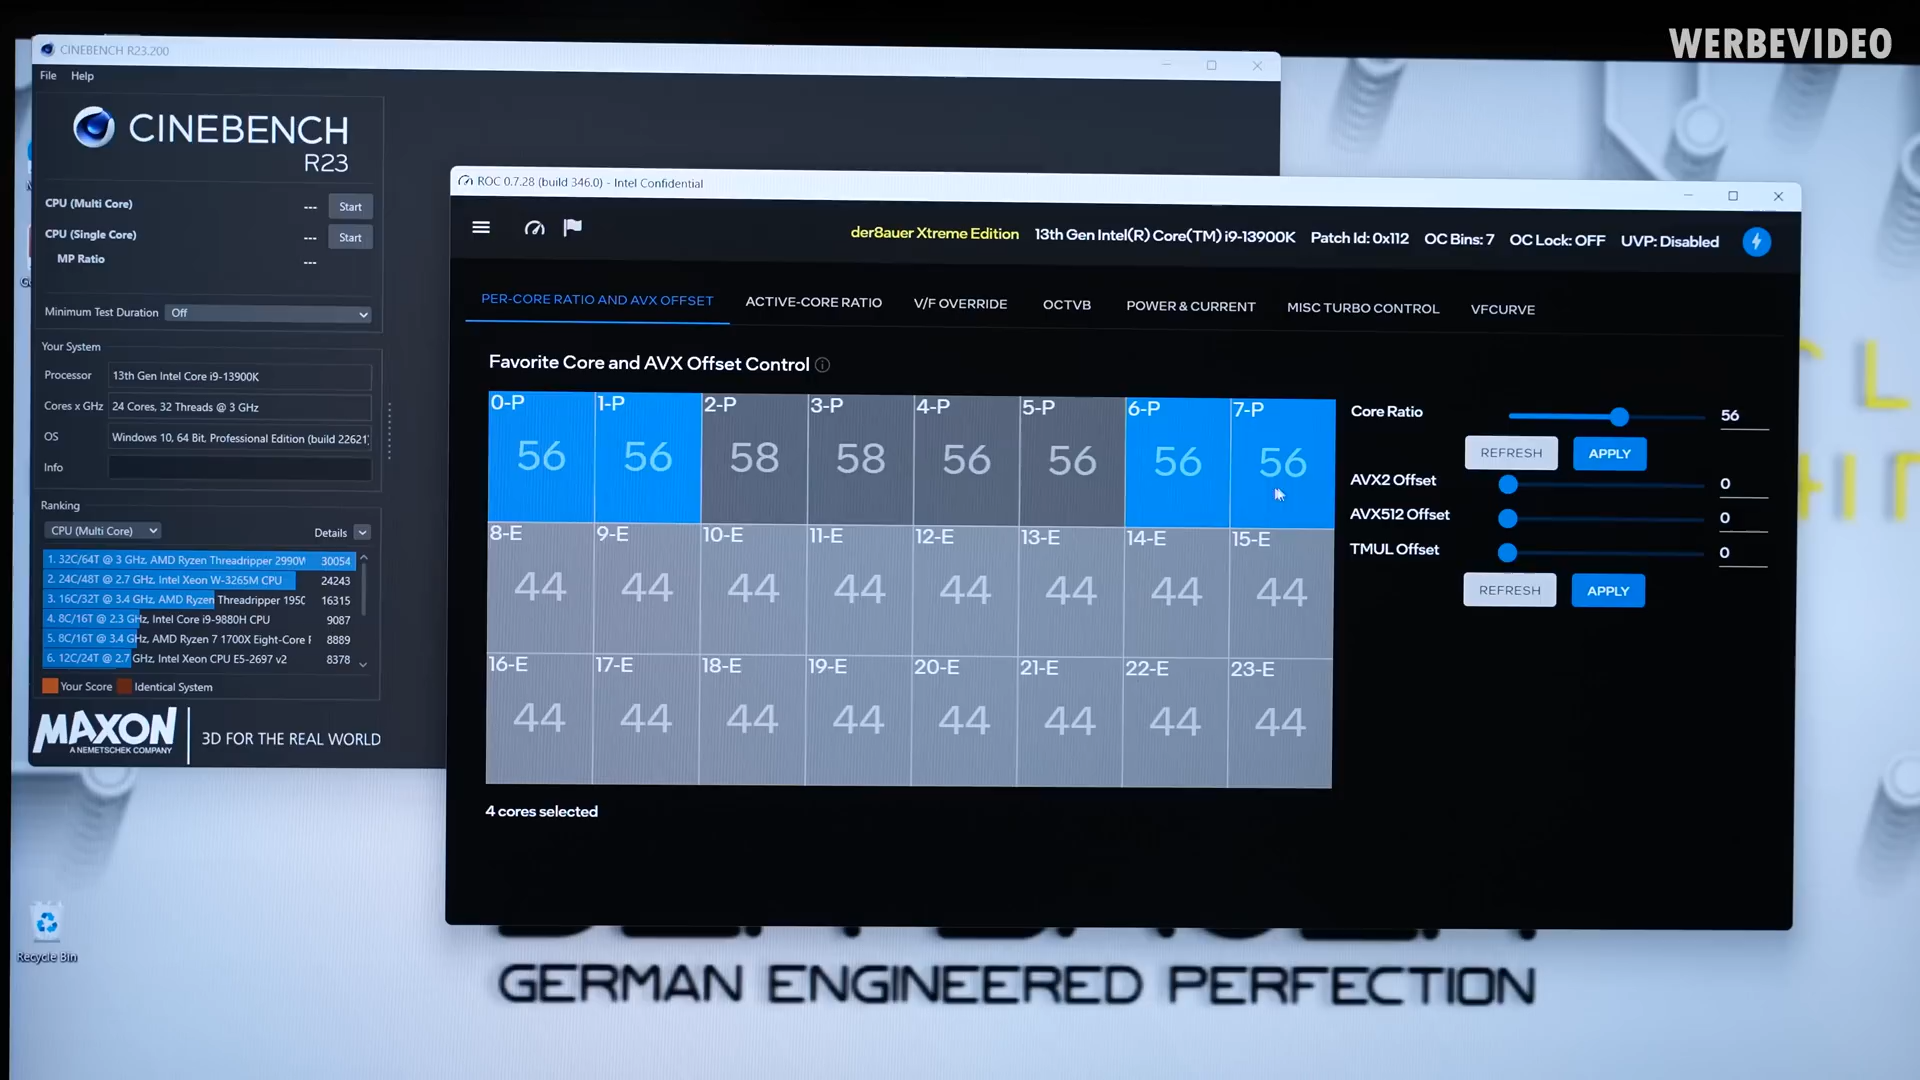 WERBEVIDEO
CINEBENCH R23.200
File Help
CINEBENCH
R23
CPU (Multi Core) --- Start
CPU (Single Core) --- Start
MP Ratio ---
Minimum Test Duration Off
Your System
Processor 13th Gen Intel Core i9-13900K
Cores x GHz 24 Cores, 32 Threads @ 3 GHz
OS Windows 10, 64 Bit, Professional Edition (build 22621)
Info
Ranking
CPU (Multi Core) Details
1. 32C/64T @ 3 GHz, AMD Ryzen Threadripper 2990W 30054
2. 24C/48T @ 2.7 GHz, Intel Xeon W-3265M CPU 24243
3. 16C/32T @ 3.4 GHz, AMD Ryzen Threadripper 1950 16315
4. 8C/16T @ 2.3 GHz, Intel Core i9-9880H CPU 9087
5. 8C/16T @ 3.4 GHz, AMD Ryzen 7 1700X Eight-Core 8889
6. 12C/24T @ 2.7 GHz, Intel Xeon CPU E5-2697 v2 8378
Your Score Identical System
MAXON
A NEMETSCHEK COMPANY
3D FOR THE REAL WORLD
ROC 0.7.28 (build 346.0) - Intel Confidential
der8auer Xtreme Edition 13th Gen Intel(R) Core(TM) i9-13900K Patch Id: 0x112 OC Bins: 7 OC Lock: OFF UVP: Disabled
PER-CORE RATIO AND AVX OFFSET ACTIVE-CORE RATIO V/F OVERRIDE OCTVB POWER & CURRENT MISC TURBO CONTROL VFCURVE
Favorite Core and AVX Offset Control
0-P 1-P 2-P 3-P 4-P 5-P 6-P 7-P
56 56 58 58 56 56 56 56
8-E 9-E 10-E 11-E 12-E 13-E 14-E 15-E
44 44 44 44 44 44 44 44
16-E 17-E 18-E 19-E 20-E 21-E 22-E 23-E
44 44 44 44 44 44 44 44
4 cores selected
Core Ratio 56
REFRESH APPLY
AVX2 Offset 0
AVX512 Offset 0
TMUL Offset 0
REFRESH APPLY
Recycle Bin
GERMAN ENGINEERED PERFECTION